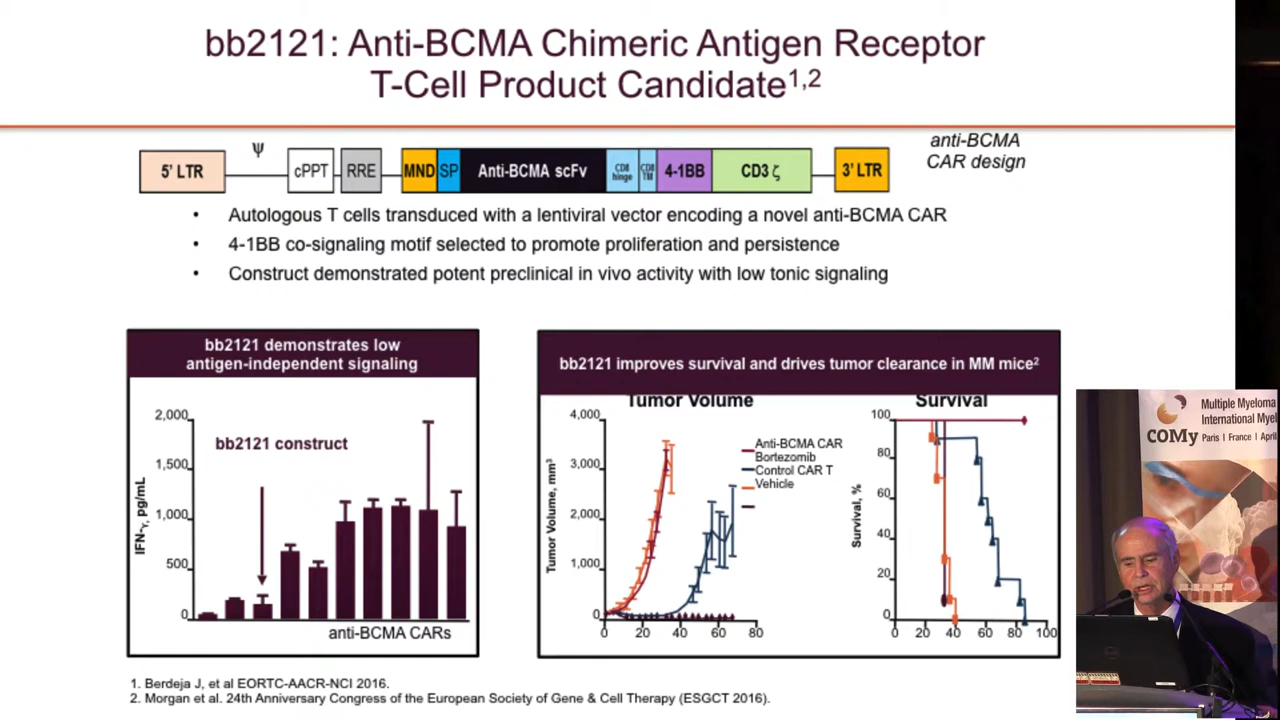 bb2121: Anti-BCMA Chimeric Antigen Receptor
T-Cell Product Candidate1,2
anti-BCMA
CAR design
5' LTR
ψ
cPPT
RRE
MND
SP
Anti-BCMA scFv
CD8
hinge
CD8
TM
4-1BB
CD3 ζ
3' LTR
• Autologous T cells transduced with a lentiviral vector encoding a novel anti-BCMA CAR
• 4-1BB co-signaling motif selected to promote proliferation and persistence
• Construct demonstrated potent preclinical in vivo activity with low tonic signaling
bb2121 demonstrates low
antigen-independent signaling
2,000
1,500
1,000
500
0
IFN-γ, pg/mL
bb2121 construct
anti-BCMA CARs
bb2121 improves survival and drives tumor clearance in MM mice2
Tumor Volume
4,000
3,000
2,000
1,000
0
Tumor Volume, mm3
0 20 40 60 80
Anti-BCMA CAR
Bortezomib
Control CAR T
Vehicle
Survival
100
80
60
40
20
0
Survival, %
0 20 40 60 80 100
1. Berdeja J, et al EORTC-AACR-NCI 2016.
2. Morgan et al. 24th Anniversary Congress of the European Society of Gene & Cell Therapy (ESGCT 2016).
COMy
Multiple Myeloma
International Myel
Paris | France | April